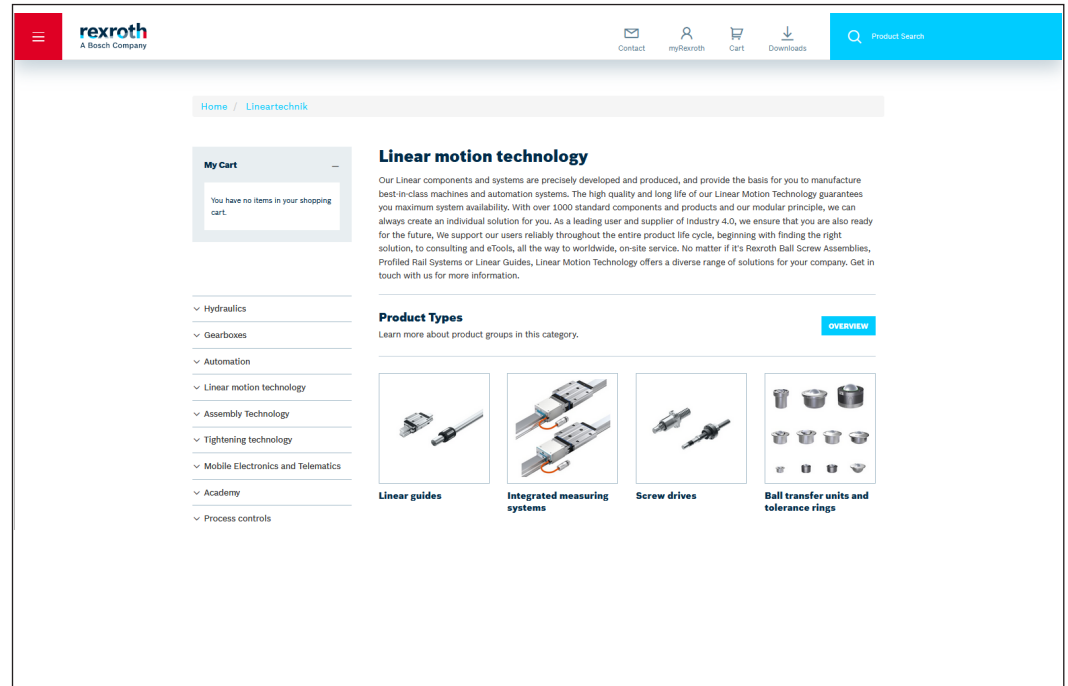 rexroth
A Bosch Company
Contact
myRexroth
Cart
Downloads
Product Search
Home / Lineartechnik
My Cart
You have no items in your shopping
cart.
Hydraulics
Gearboxes
Automation
Linear motion technology
Assembly Technology
Tightening technology
Mobile Electronics and Telematics
Academy
Process controls
Linear motion technology
Our Linear components and systems are precisely developed and produced, and provide the basis for you to manufacture
best-in-class machines and automation systems. The high quality and long life of our Linear Motion Technology guarantees
you maximum system availability. With over 1000 standard components and products and our modular principle, we can
always create an individual solution for you. As a leading user and supplier of Industry 4.0, we ensure that you are also ready
for the future, We support our users reliably throughout the entire product life cycle, beginning with finding the right
solution, to consulting and eTools, all the way to worldwide, on-site service. No matter if it's Rexroth Ball Screw Assemblies,
Profiled Rail Systems or Linear Guides, Linear Motion Technology offers a diverse range of solutions for your company. Get in
touch with us for more information.
Product Types
Learn more about product groups in this category.
OVERVIEW
Linear guides
Integrated measuring
systems
Screw drives
Ball transfer units and
tolerance rings